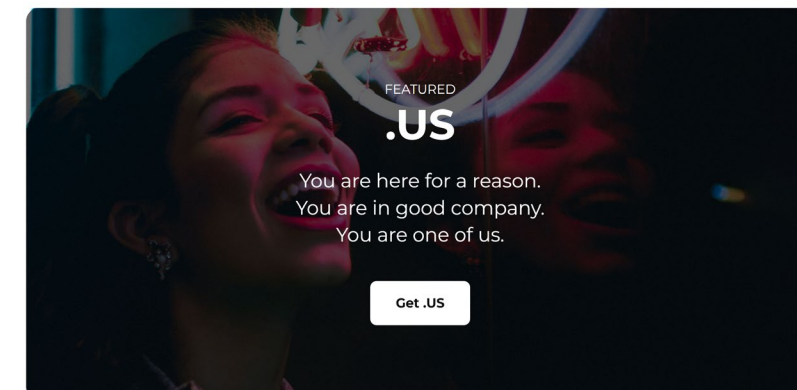 FEATURED
.US
You are here for a reason.
You are in good company.
You are one of us.
Get .US